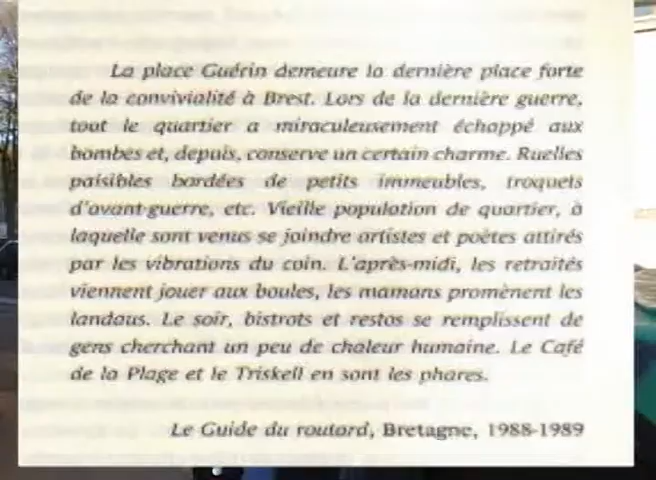 La place Guérin demeure la dernière place forte
de la convivialité à Brest. Lors de la dernière guerre,
tout le quartier a miraculeusement échappé aux
bombes et, depuis, conserve un certain charme. Ruelles
paisibles bordées de petits immeubles, troquets
d'avant-guerre, etc. Vieille population de quartier, à
laquelle sont venus se joindre artistes et poètes attirés
par les vibrations du coin. L'après-midi, les retraités
viennent jouer aux boules, les mamans promènent les
landaus. Le soir, bistrots et restos se remplissent de
gens cherchant un peu de chaleur humaine. Le Café
de la Plage et le Triskell en sont les phares.
Le Guide du routard, Bretagne, 1988-1989